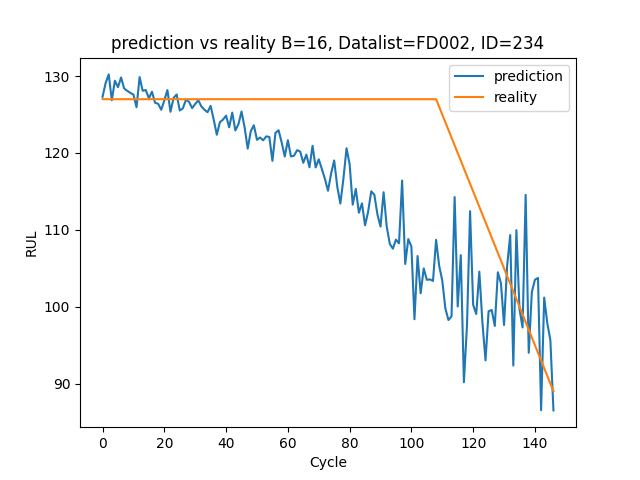 prediction vs reality B=16, Datalist=FD002, ID=234
prediction
reality
130
120
110
100
90
RUL
0 20 40 60 80 100 120 140
Cycle